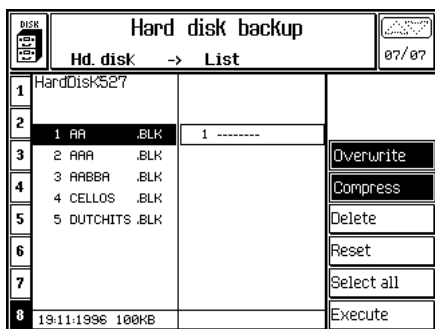 DISK
Hard disk backup
Hd. disk -> List
07/07
1
HardDisK527
2
1 AA .BLK
1 --------
3
2 AAA .BLK
Overwrite
3 AABBA .BLK
4
Compress
4 CELLOS .BLK
5
5 DUTCHITS .BLK
Delete
6
Reset
7
Select all
8
19:11:1996 100KB
Execute